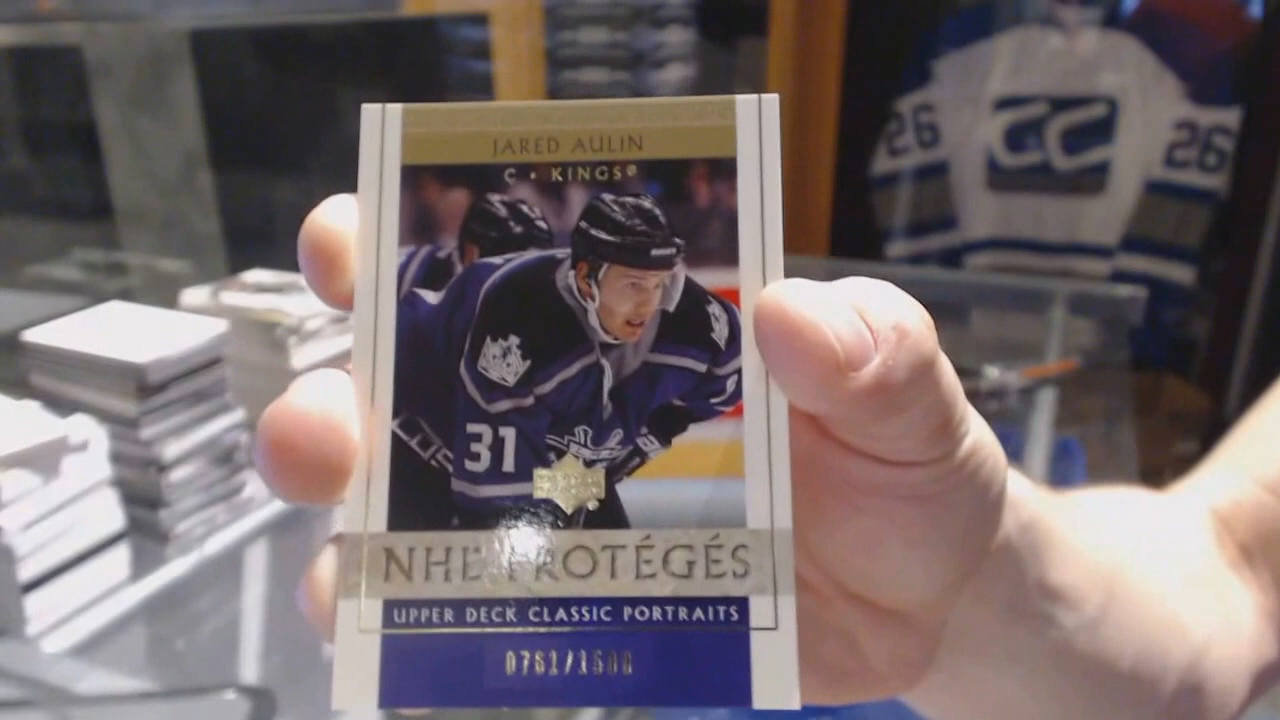 JARED AULIN
C • KINGS
31
NHL PROTÉGÉS
UPPER DECK CLASSIC PORTRAITS
0761/1500
26
26